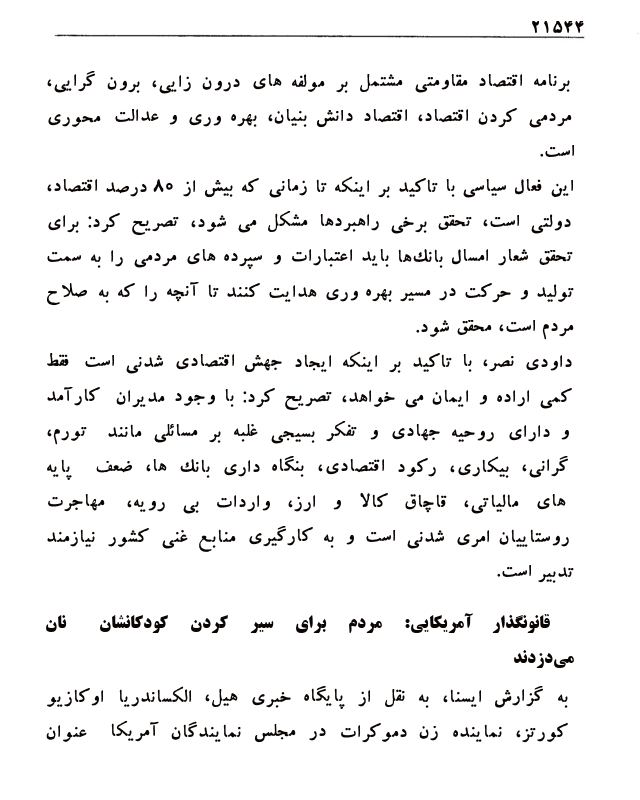 ۲۱۵۴۴
برنامه اقتصاد مقاومتی مشتمل بر مولفه های درون زایی، برون گرایی،
مردمی کردن اقتصاد، اقتصاد دانش بنیان، بهره وری و عدالت محوری
است.
این فعال سیاسی با تاکید بر اینکه تا زمانی که بیش از ۸۰ درصد اقتصاد،
دولتی است، تحقق برخی راهبردها مشکل می شود، تصریح کرد: برای
تحقق شعار امسال بانک‌ها باید اعتبارات و سپرده های مردمی را به سمت
تولید و حرکت در مسیر بهره وری هدایت کنند تا آنچه را که به صلاح
مردم است، محقق شود.
داودی نصر، با تاکید بر اینکه ایجاد جهش اقتصادی شدنی است فقط
کمی اراده و ایمان می خواهد، تصریح کرد: با وجود مدیران کارآمد
و دارای روحیه جهادی و تفکر بسیجی غلبه بر مسائلی مانند تورم،
گرانی، بیکاری، رکود اقتصادی، بنگاه داری بانک ها، ضعف پایه
های مالیاتی، قاچاق کالا و ارز، واردات بی رویه، مهاجرت
روستاییان امری شدنی است و به کارگیری منابع غنی کشور نیازمند
تدبیر است.
قانونگذار آمریکایی: مردم برای سیر کردن کودکانشان نان
می‌دزدند
به گزارش ایسنا، به نقل از پایگاه خبری هیل، الکساندریا اوکازیو
کورتز، نماینده زن دموکرات در مجلس نمایندگان آمریکا عنوان